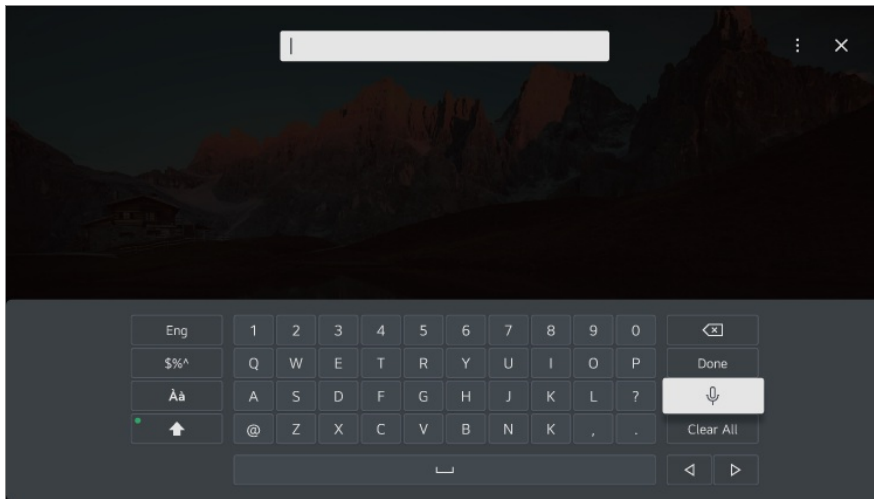 Eng 1 2 3 4 5 6 7 8 9 0
$%^ Q W E T R Y U I O P Done
Àà A S D F G H J K L ?
@ Z X C V B N K , . Clear All